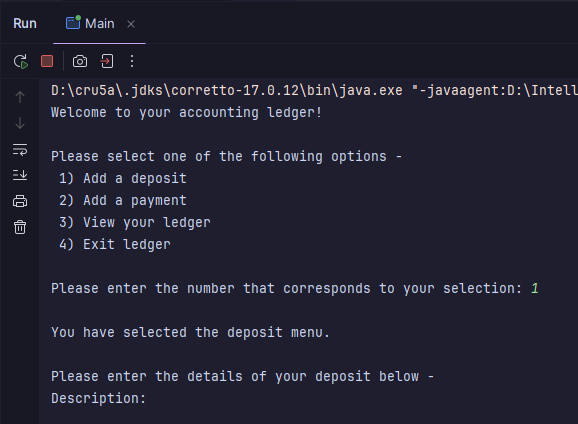 Run
Main
D:\cru5a\.jdks\corretto-17.0.12\bin\java.exe "-javaagent:D:\Intell
Welcome to your accounting ledger!
Please select one of the following options -
1) Add a deposit
2) Add a payment
3) View your ledger
4) Exit ledger
Please enter the number that corresponds to your selection: 1
You have selected the deposit menu.
Please enter the details of your deposit below -
Description: